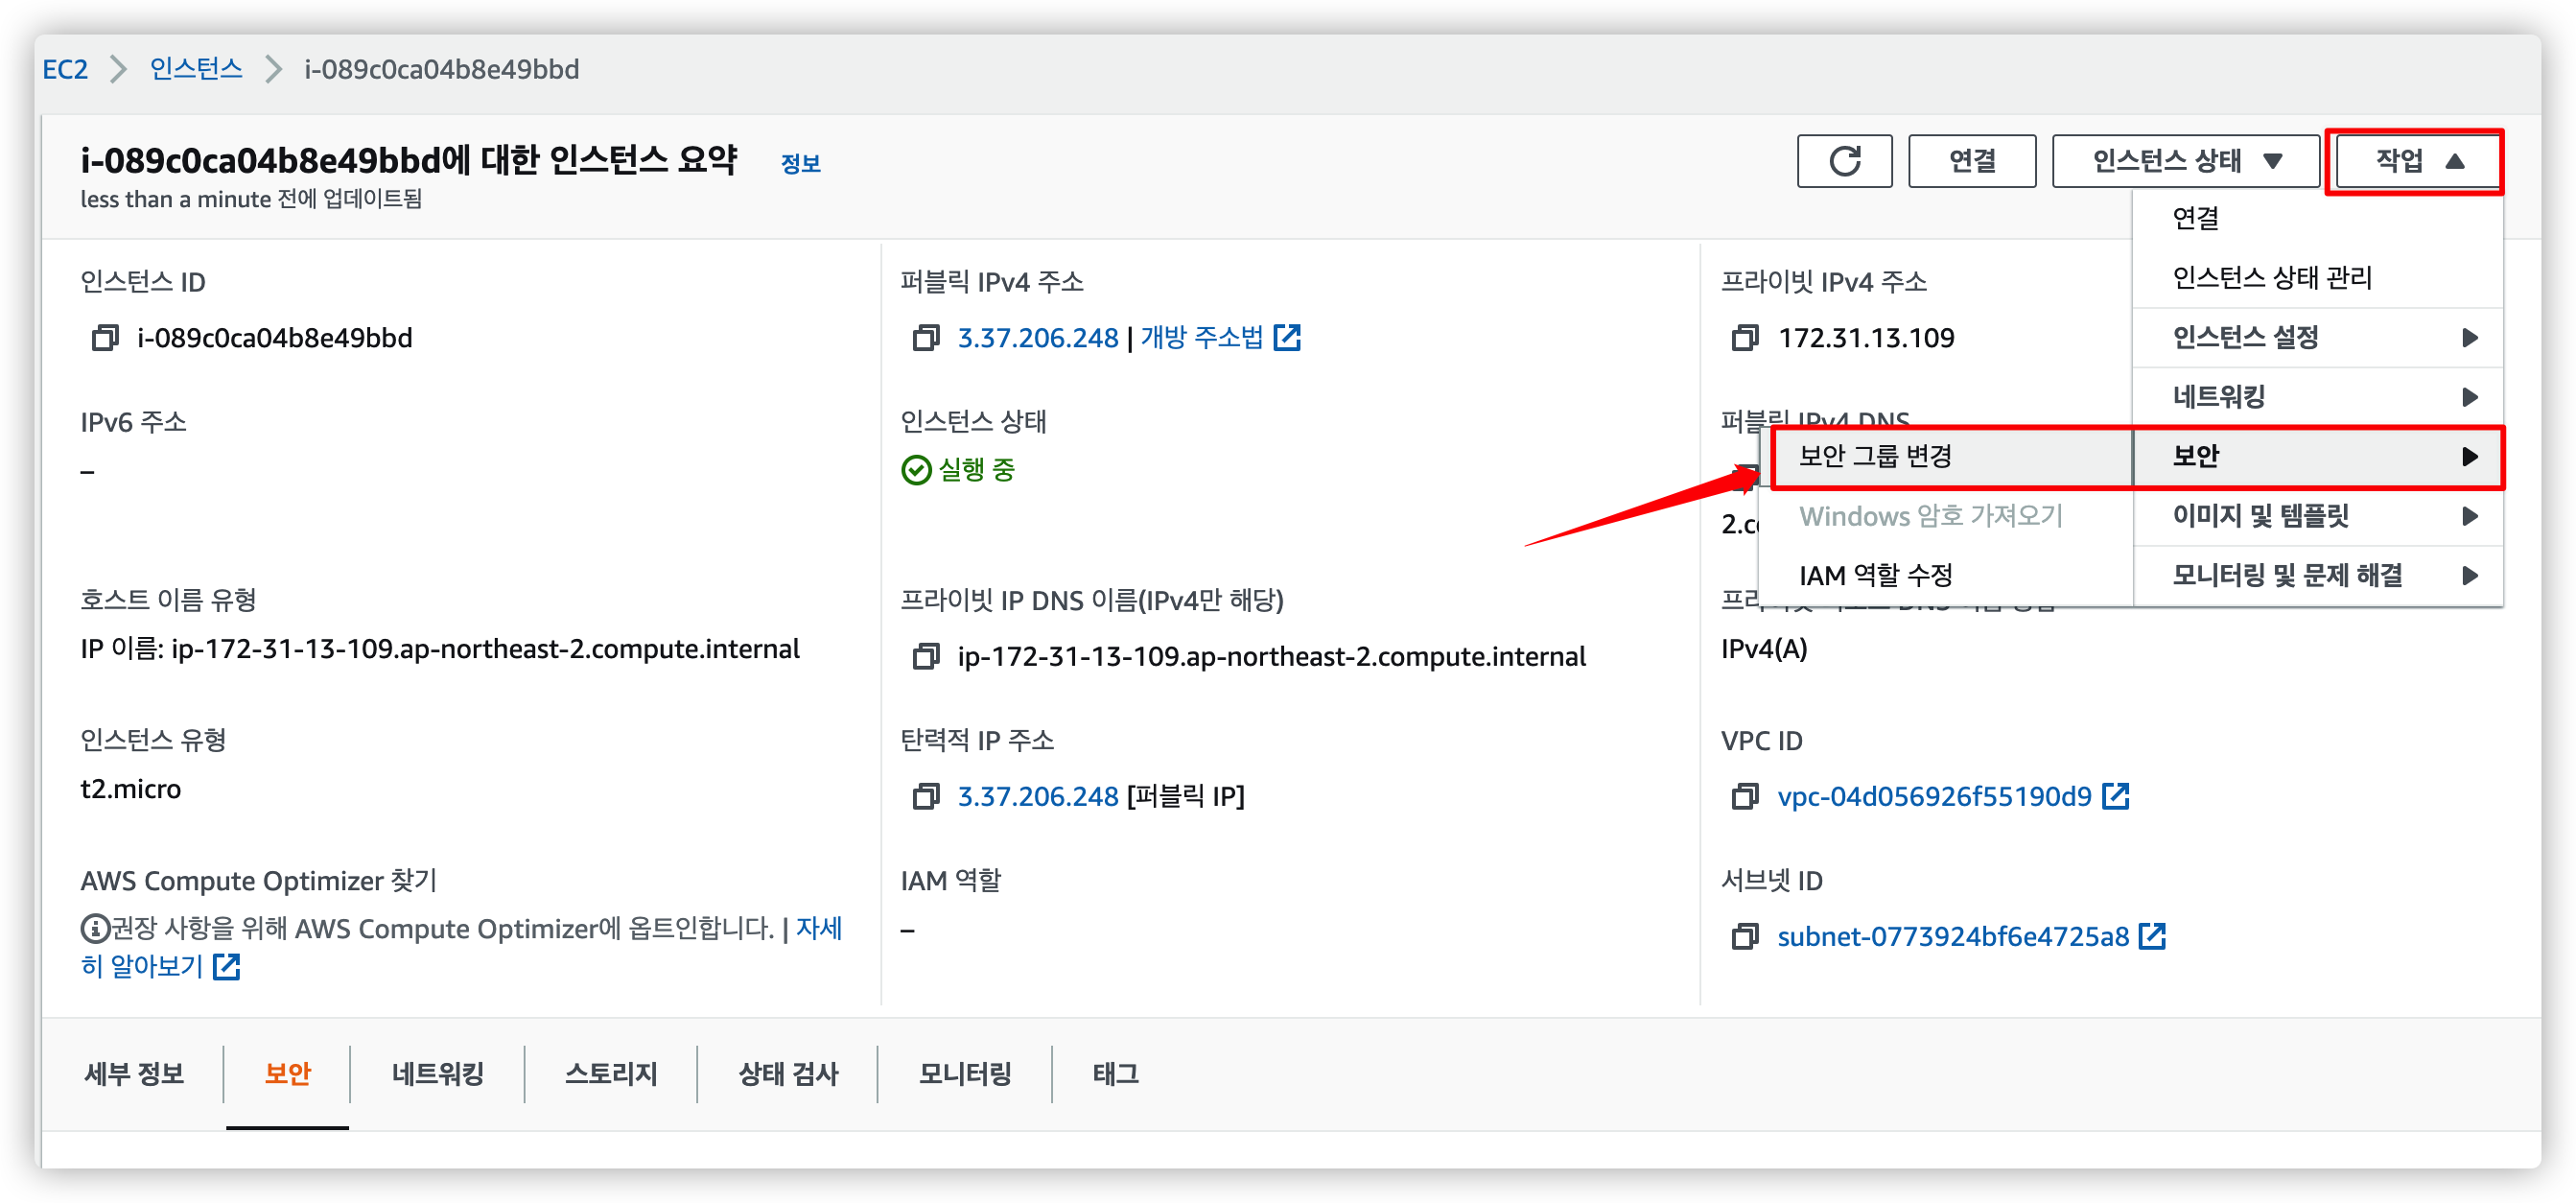 EC2 > 인스턴스 > i-089c0ca04b8e49bbd
i-089c0ca04b8e49bbd에 대한 인스턴스 요약 정보
less than a minute 전에 업데이트됨
연결
인스턴스 상태
작업
연결
인스턴스 상태 관리
인스턴스 설정
네트워킹
보안
이미지 및 템플릿
모니터링 및 문제 해결
보안 그룹 변경
Windows 암호 가져오기
IAM 역할 수정
인스턴스 ID
i-089c0ca04b8e49bbd
퍼블릭 IPv4 주소
3.37.206.248 | 개방 주소법
프라이빗 IPv4 주소
172.31.13.109
IPv6 주소
–
인스턴스 상태
실행 중
퍼블릭 IPv4 DNS
호스트 이름 유형
IP 이름: ip-172-31-13-109.ap-northeast-2.compute.internal
프라이빗 IP DNS 이름(IPv4만 해당)
ip-172-31-13-109.ap-northeast-2.compute.internal
IPv4(A)
인스턴스 유형
t2.micro
탄력적 IP 주소
3.37.206.248 [퍼블릭 IP]
VPC ID
vpc-04d056926f55190d9
AWS Compute Optimizer 찾기
권장 사항을 위해 AWS Compute Optimizer에 옵트인합니다. | 자세
히 알아보기
IAM 역할
–
서브넷 ID
subnet-0773924bf6e4725a8
세부 정보
보안
네트워킹
스토리지
상태 검사
모니터링
태그